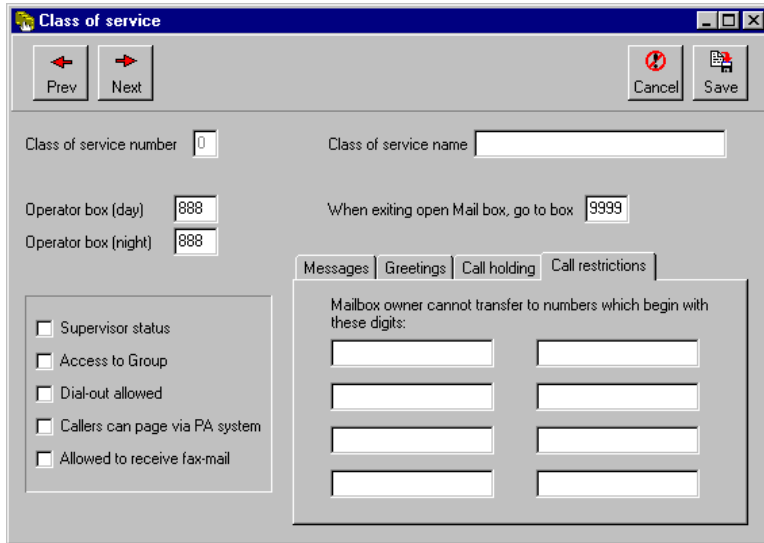 Class of service
Prev Next Cancel Save
Class of service number 0 Class of service name
Operator box (day) 888 When exiting open Mail box, go to box 9999
Operator box (night) 888
Messages Greetings Call holding Call restrictions
Mailbox owner cannot transfer to numbers which begin with
these digits:
Supervisor status
Access to Group
Dial-out allowed
Callers can page via PA system
Allowed to receive fax-mail